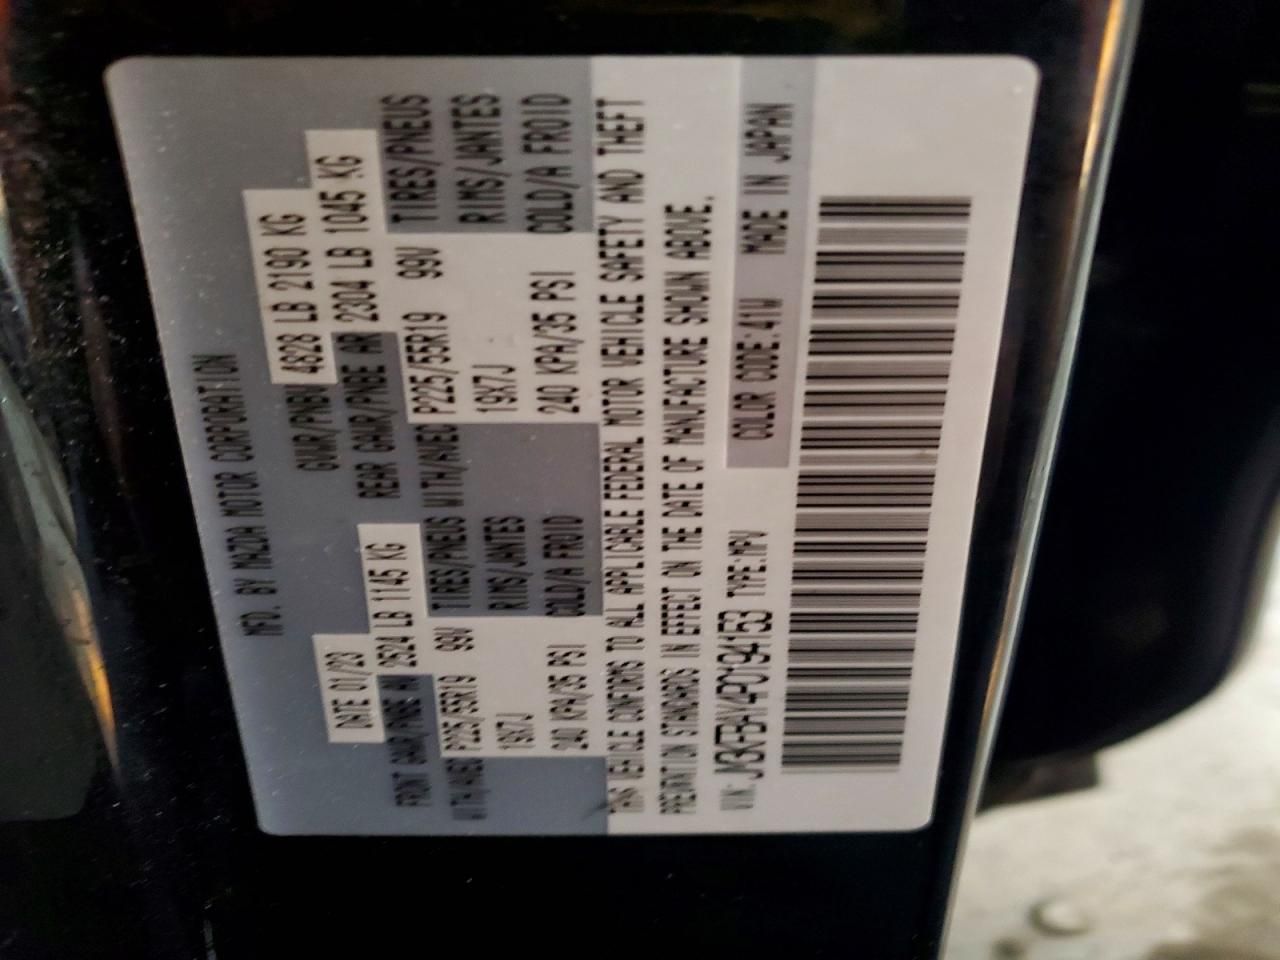 MFD. BY MAZDA MOTOR CORPORATION
DATE 01/23 GVWR/PNBV 4828 LB 2190 KG
FRONT GAWR/PNBE AV 2524 LB 1145 KG REAR GAWR/PNBE AR 2304 LB 1045 KG
WITH/AVEC P225/55R19 99V TIRES/PNEUS WITH/AVEC P225/55R19 99V TIRES/PNEUS
19X7J RIMS/JANTES 19X7J RIMS/JANTES
240 KPA/35 PSI COLD/A FROID 240 KPA/35 PSI COLD/A FROID
THIS VEHICLE CONFORMS TO ALL APPLICABLE FEDERAL MOTOR VEHICLE SAFETY AND THEFT
PREVENTION STANDARDS IN EFFECT ON THE DATE OF MANUFACTURE SHOWN ABOVE.
VIN: JM3KFBAY4P0194153 TYPE:MPV COLOR CODE:41W MADE IN JAPAN